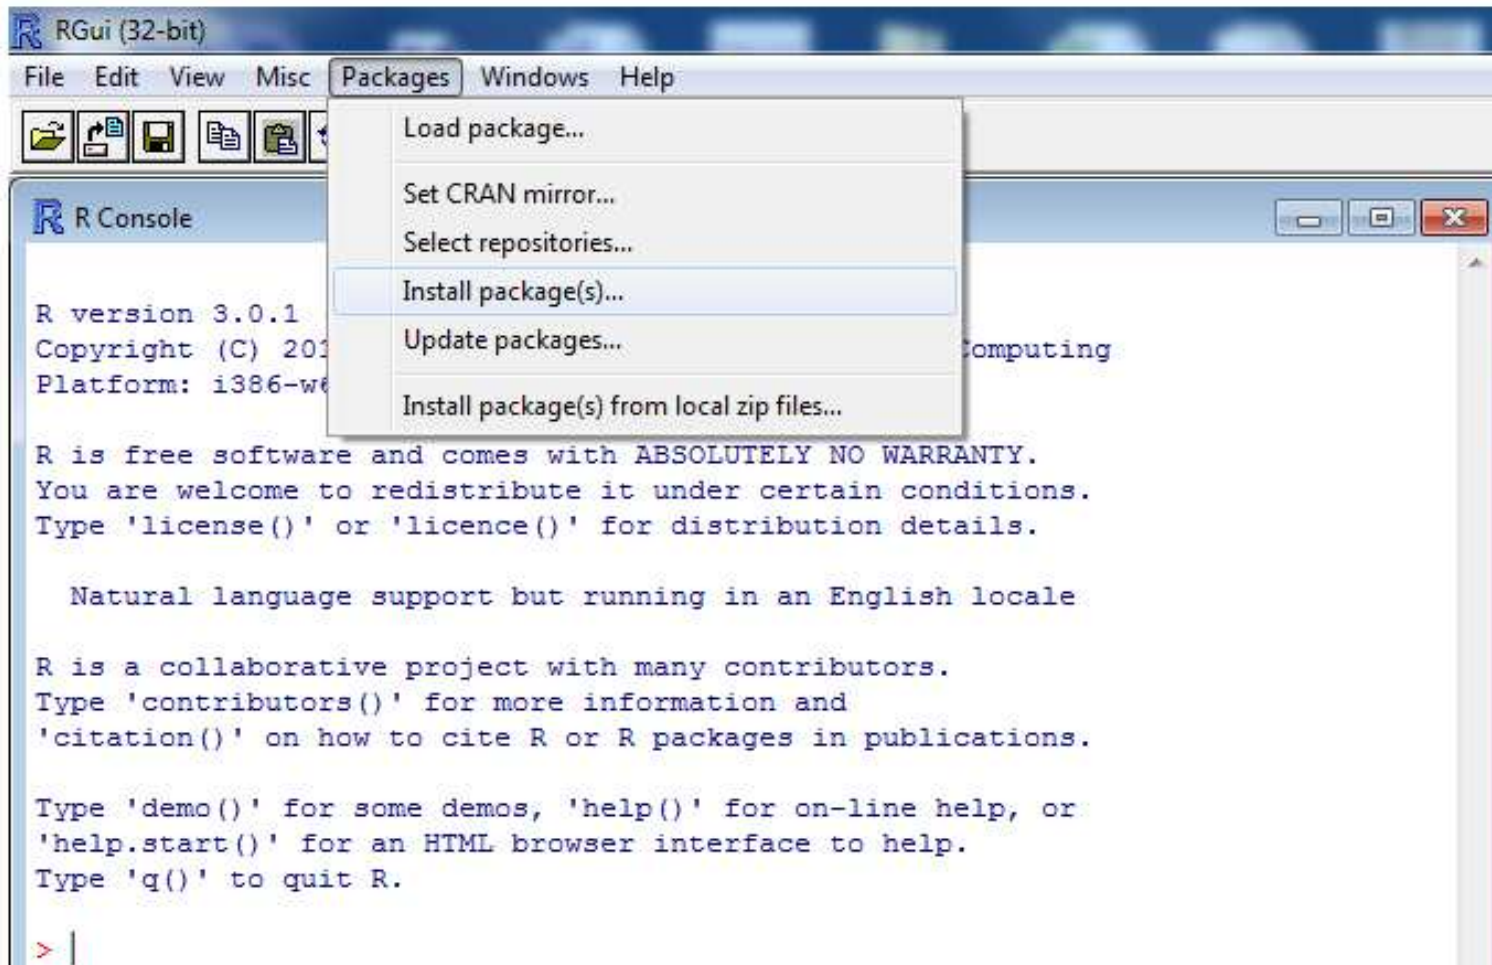 RGui (32-bit)
File Edit View Misc Packages Windows Help
Load package...
Set CRAN mirror...
Select repositories...
Install package(s)...
Update packages...
Install package(s) from local zip files...
R Console
R version 3.0.1
Copyright (C) Computing
Platform:
R is free software and comes with ABSOLUTELY NO WARRANTY.
You are welcome to redistribute it under certain conditions.
Type 'license()' or 'licence()' for distribution details.
Natural language support but running in an English locale
R is a collaborative project with many contributors.
Type 'contributors()' for more information and
'citation()' on how to cite R or R packages in publications.
Type 'demo()' for some demos, 'help()' for on-line help, or
'help.start()' for an HTML browser interface to help.
Type 'q()' to quit R.
>